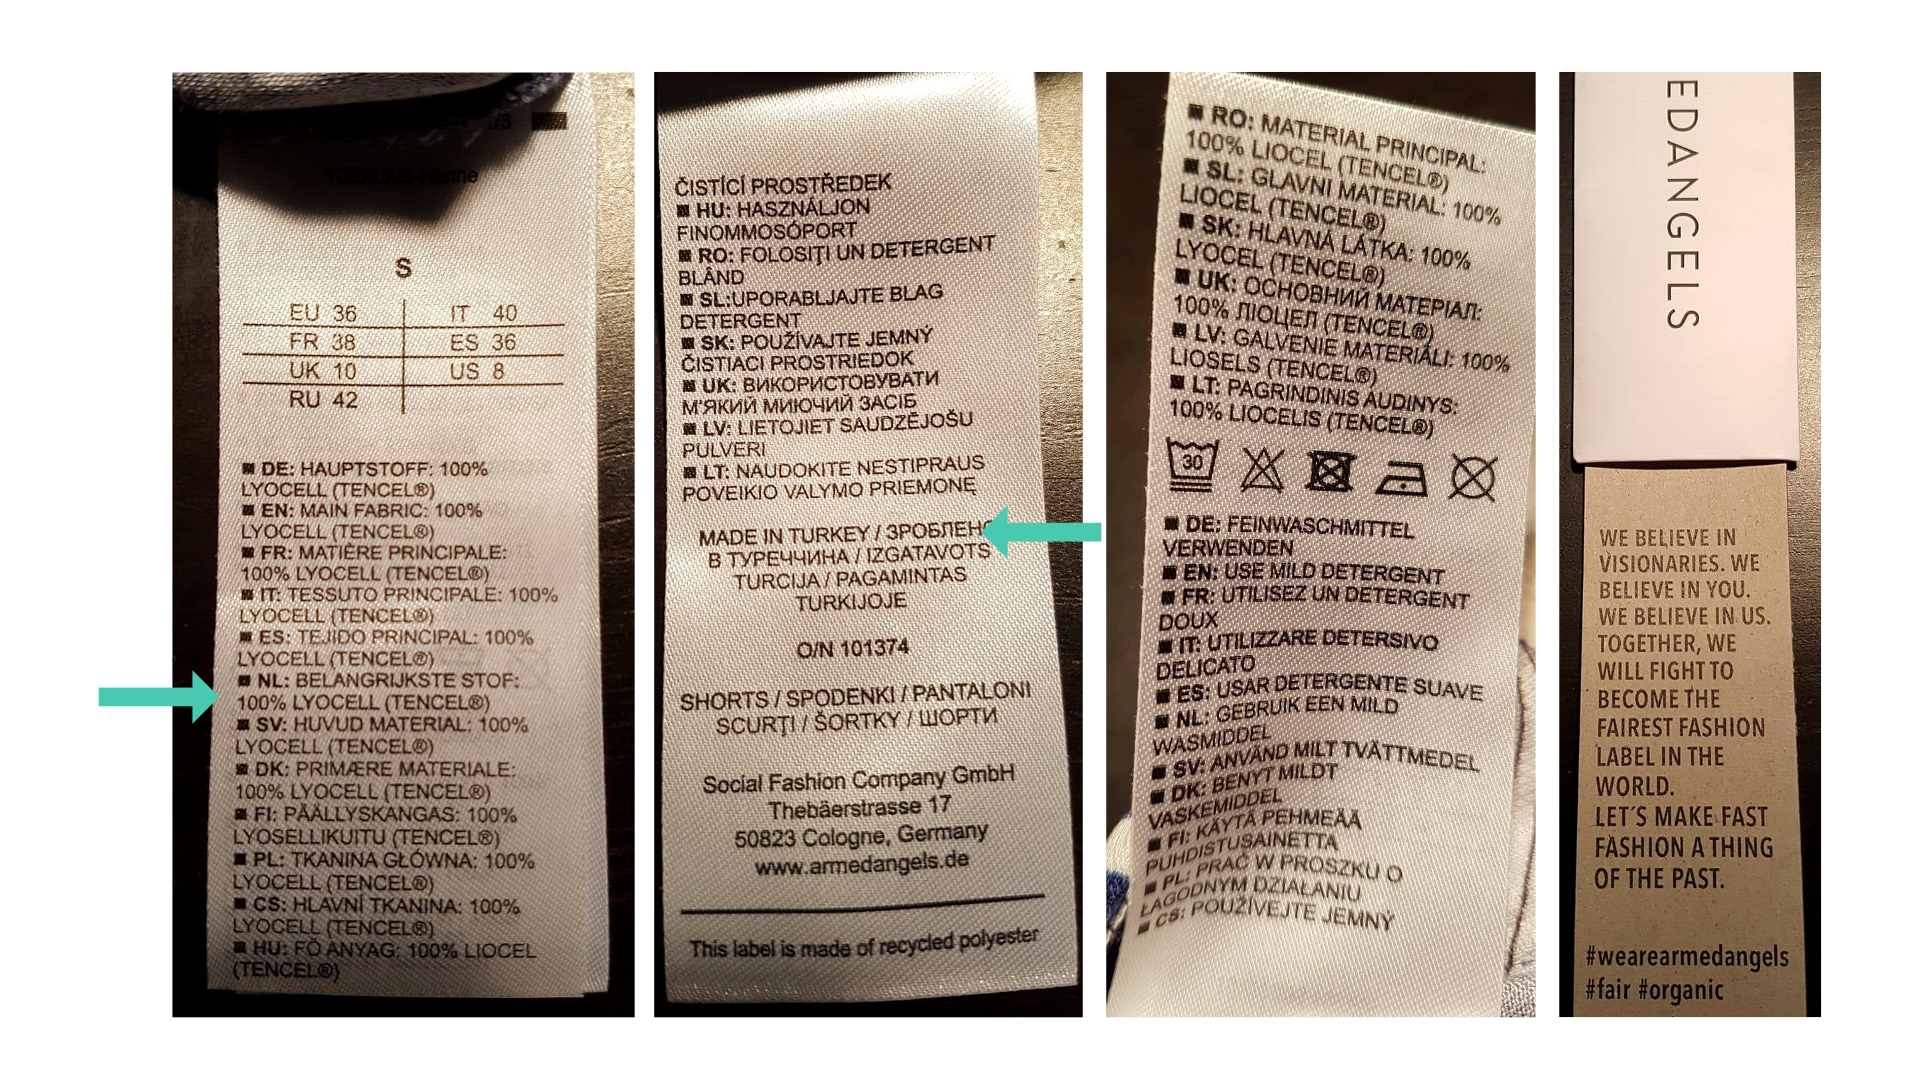 /3
S
EU 36 IT 40
FR 38 ES 36
UK 10 US 8
RU 42
DE: HAUPTSTOFF: 100%
LYOCELL (TENCEL®)
EN: MAIN FABRIC: 100%
LYOCELL (TENCEL®)
FR: MATIÈRE PRINCIPALE:
100% LYOCELL (TENCEL®)
IT: TESSUTO PRINCIPALE: 100%
LYOCELL (TENCEL®)
ES: TEJIDO PRINCIPAL: 100%
LYOCELL (TENCEL®)
NL: BELANGRIJKSTE STOF:
100% LYOCELL (TENCEL®)
SV: HUVUD MATERIAL: 100%
LYOCELL (TENCEL®)
DK: PRIMÆRE MATERIALE:
100% LYOCELL (TENCEL®)
FI: PÄÄLLYSKANGAS: 100%
LYOSELLIKUITU (TENCEL®)
PL: TKANINA GŁÓWNA: 100%
LYOCELL (TENCEL®)
CS: HLAVNÍ TKANINA: 100%
LYOCELL (TENCEL®)
HU: FŐ ANYAG: 100% LIOCEL
(TENCEL®)
ČISTÍCÍ PROSTŘEDEK
HU: HASZNÁLJON
FINOMMOSÓPORT
RO: FOLOSIŢI UN DETERGENT
BLÂND
SL:UPORABLJAJTE BLAG
DETERGENT
SK: POUŽÍVAJTE JEMNÝ
ČISTIACI PROSTRIEDOK
UK: ВИКОРИСТОВУВАТИ
М'ЯКИЙ МИЮЧИЙ ЗАСІБ
LV: LIETOJIET SAUDZĒJOŠU
PULVERI
LT: NAUDOKITE NESTIPRAUS
POVEIKIO VALYMO PRIEMONĘ
MADE IN TURKEY / ЗРОБЛЕНО
В ТУРЕЧЧИНА / IZGATAVOTS
TURCIJA / PAGAMINTAS
TURKIJOJE
O/N 101374
SHORTS / SPODENKI / PANTALONI
SCURŢI / ŠORTKY / ШОРТИ
Social Fashion Company GmbH
Thebäerstrasse 17
50823 Cologne, Germany
www.armedangels.de
This label is made of recycled polyester
RO: MATERIAL PRINCIPAL:
100% LIOCEL (TENCEL®)
SL: GLAVNI MATERIAL: 100%
LIOCEL (TENCEL®)
SK: HLAVNÁ LÁTKA: 100%
LYOCEL (TENCEL®)
UK: ОСНОВНИЙ МАТЕРІАЛ:
100% ЛІОЦЕЛ (TENCEL®)
LV: GALVENIE MATERIĀLI: 100%
LIOSELS (TENCEL®)
LT: PAGRINDINIS AUDINYS:
100% LIOCELIS (TENCEL®)
30
DE: FEINWASCHMITTEL
VERWENDEN
EN: USE MILD DETERGENT
FR: UTILISEZ UN DETERGENT
DOUX
IT: UTILIZZARE DETERSIVO
DELICATO
ES: USAR DETERGENTE SUAVE
NL: GEBRUIK EEN MILD
WASMIDDEL
SV: ANVÄND MILT TVÄTTMEDEL
DK: BENYT MILDT
VASKEMIDDEL
FI: KÄYTÄ PEHMEÄÄ
PUHDISTUSAINETTA
PL: PRAĆ W PROSZKU O
ŁAGODNYM DZIAŁANIU
CS: POUŽÍVEJTE JEMNÝ
EDANGELS
WE BELIEVE IN
VISIONARIES. WE
BELIEVE IN YOU.
WE BELIEVE IN US.
TOGETHER, WE
WILL FIGHT TO
BECOME THE
FAIREST FASHION
LABEL IN THE
WORLD.
LET´S MAKE FAST
FASHION A THING
OF THE PAST.
#wearearmedangels
#fair #organic